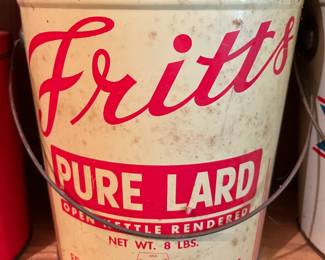 Fritts
PURE LARD
OPEN KETTLE RENDERED
NET WT. 8 LBS.